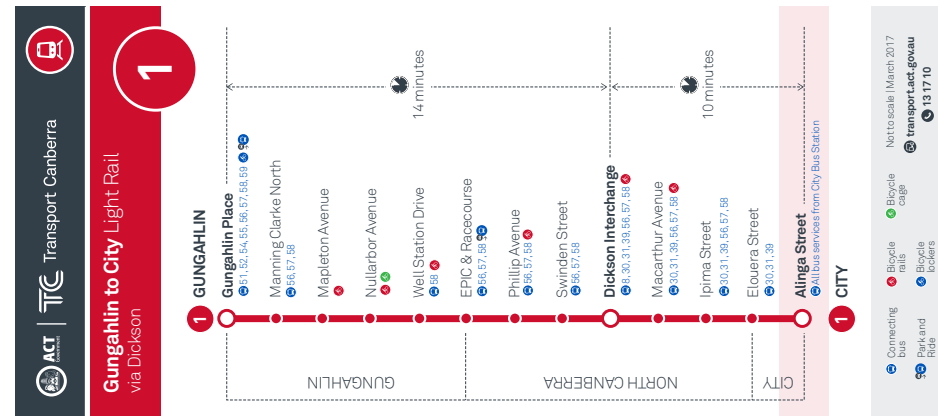 ACT
Government
TC Transport Canberra
Gungahlin to City Light Rail
via Dickson
1
14 minutes
10 minutes
1 GUNGAHLIN
Gungahlin Place
51, 52, 54, 55, 56, 57, 58, 59
Manning Clarke North
56, 57, 58
Mapleton Avenue
Nullarbor Avenue
Well Station Drive
58
EPIC & Racecourse
56, 57, 58
Phillip Avenue
56, 57, 58
Swinden Street
56, 57, 58
Dickson Interchange
8, 30, 31, 39, 56, 57, 58
Macarthur Avenue
30, 31, 39, 56, 57, 58
Ipima Street
30, 31, 39, 56, 57, 58
Elouera Street
30, 31, 39
Alinga Street
All bus services from City Bus Station
1 CITY
GUNGAHLIN
NORTH CANBERRA
CITY
Connecting
bus
Park and
Ride
Bicycle
rails
Bicycle
lockers
Bicycle
cage
Not to scale | March 2017
transport.act.gov.au
13 17 10